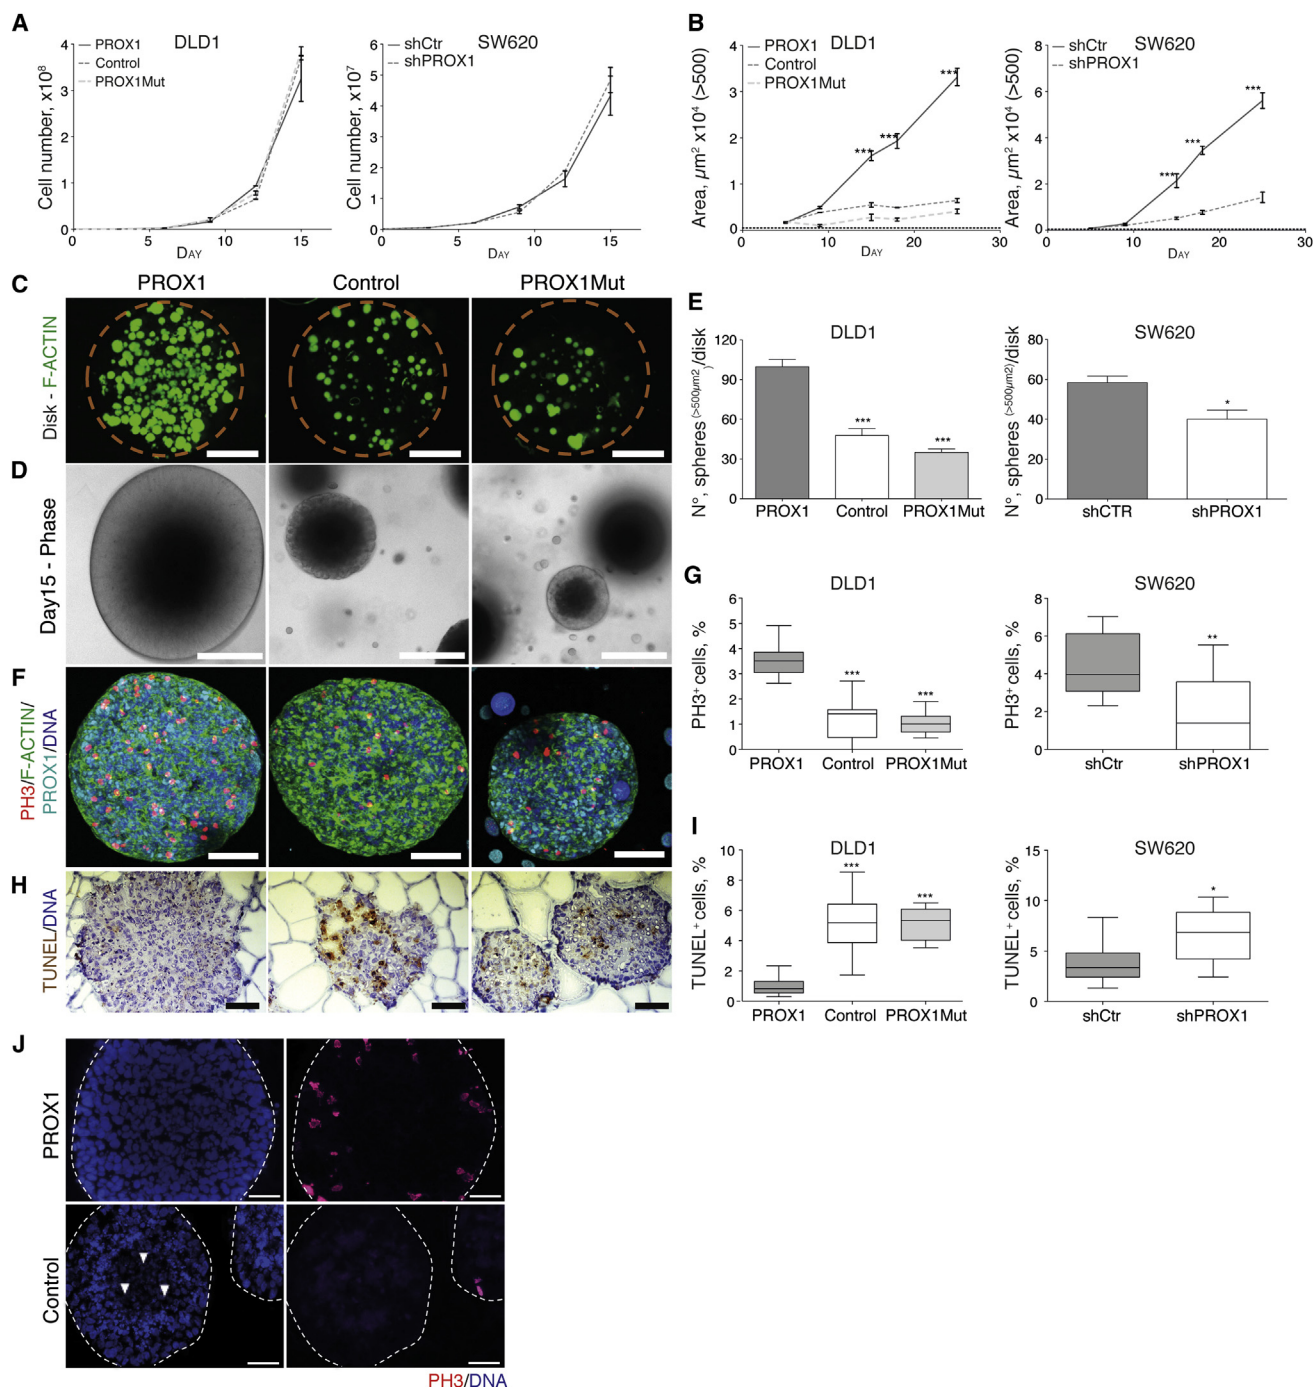 A
DLD1
PROX1
Control
PROX1Mut
Cell number, x10⁸
4
3
2
1
0
0 5 10 15
DAY
SW620
shCtr
shPROX1
Cell number, x10⁷
6
5
4
3
2
1
0
0 5 10 15
DAY
B
DLD1
PROX1
Control
PROX1Mut
Area, µm² x10⁴ (>500)
4
3
2
1
0
*** *** ***
0 10 20 30
DAY
SW620
shCtr
shPROX1
Area, µm² x10⁴ (>500)
8
6
4
2
0
*** *** ***
0 10 20 30
DAY
C
PROX1 Control PROX1Mut
Disk - F-ACTIN
D
Day15 - Phase
E
DLD1
N°, spheres (>500µm2)/disk
120
90
60
30
0
*** ***
PROX1 Control PROX1Mut
SW620
N°, spheres (>500µm2)/disk
80
60
40
20
0
*
shCTR shPROX1
F
PH3/F-ACTIN/
PROX1/DNA
G
DLD1
PH3⁺ cells, %
6
5
4
3
2
1
0
*** ***
PROX1 Control PROX1Mut
SW620
PH3⁺ cells, %
8
6
4
2
0
**
shCtr shPROX1
H
TUNEL/DNA
I
DLD1
TUNEL⁺ cells, %
10
8
6
4
2
0
*** ***
PROX1 Control PROX1Mut
SW620
TUNEL⁺ cells, %
15
10
5
0
*
shCtr shPROX1
J
PROX1
Control
PH3/DNA